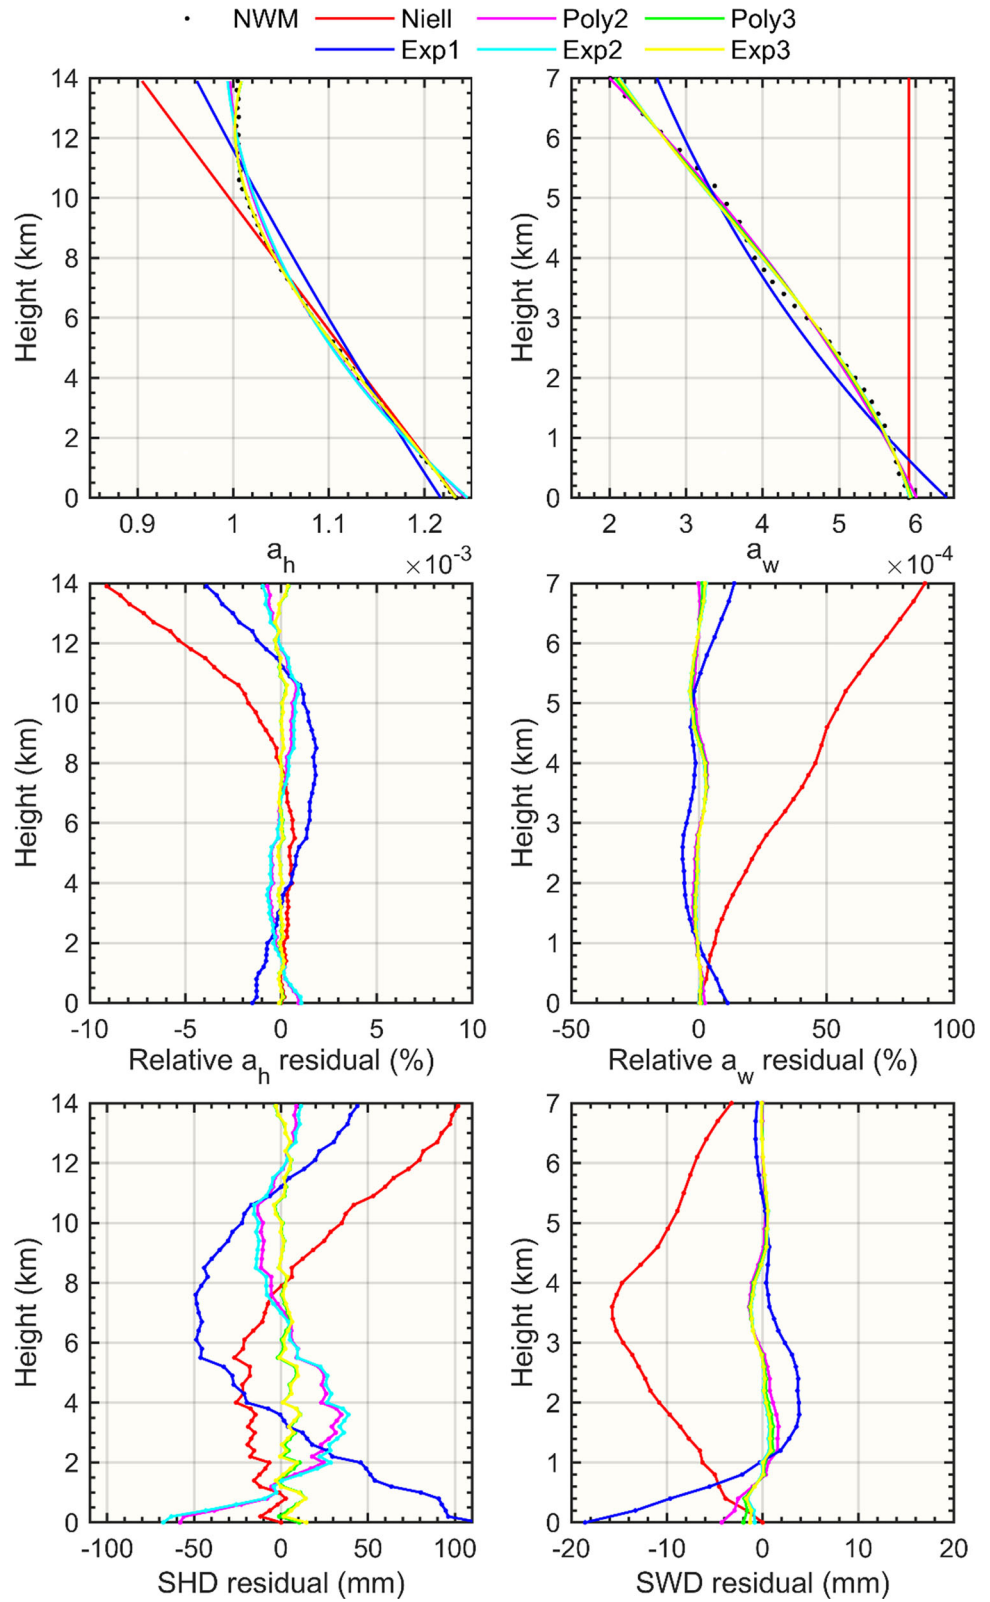 NWM Niell Poly2 Poly3
Exp1 Exp2 Exp3
14
12
10
8
6
4
2
0
Height (km)
0.9 1 1.1 1.2
a_h ×10^-3
7
6
5
4
3
2
1
0
Height (km)
2 3 4 5 6
a_w ×10^-4
14
12
10
8
6
4
2
0
Height (km)
-10 -5 0 5 10
Relative a_h residual (%)
7
6
5
4
3
2
1
0
Height (km)
-50 0 50 100
Relative a_w residual (%)
14
12
10
8
6
4
2
0
Height (km)
-100 -50 0 50 100
SHD residual (mm)
7
6
5
4
3
2
1
0
Height (km)
-20 -10 0 10 20
SWD residual (mm)